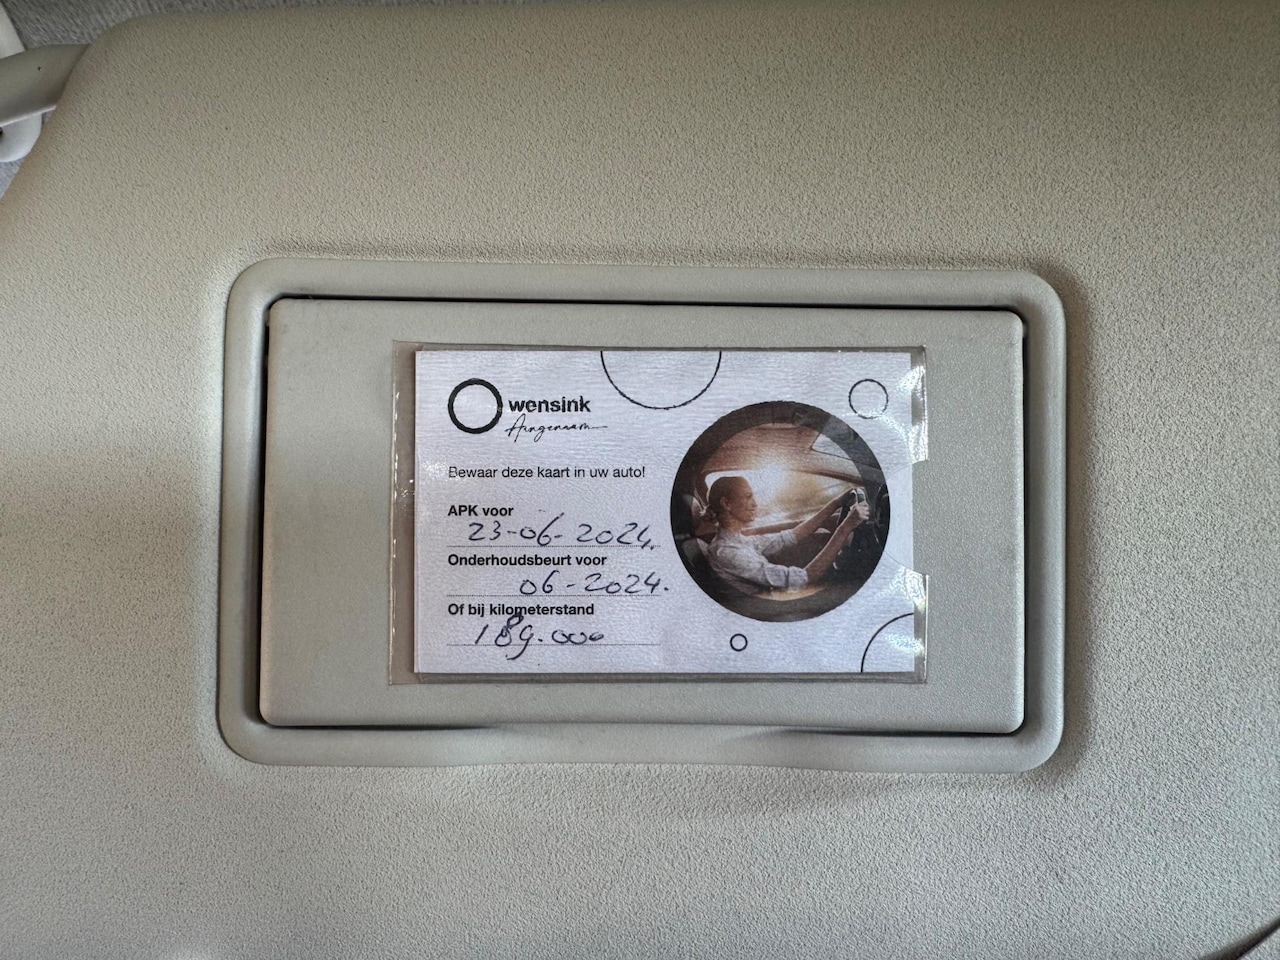 wensink
Aangenaam
Bewaar deze kaart in uw auto!
APK voor
23-06-2024.
Onderhoudsbeurt voor
06-2024.
Of bij kilometerstand
189.000